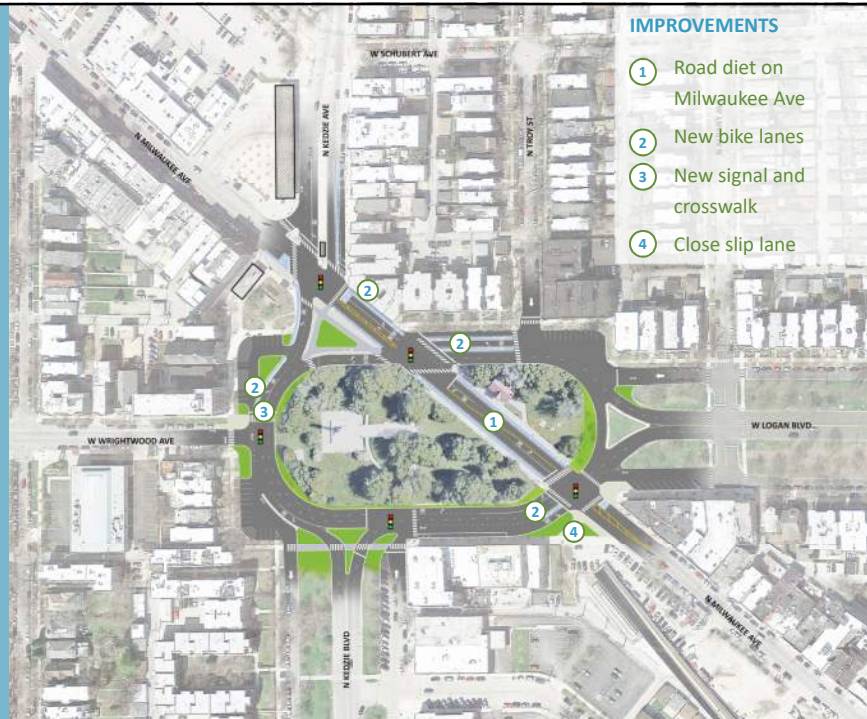 IMPROVEMENTS
1 Road diet on
Milwaukee Ave
2 New bike lanes
3 New signal and
crosswalk
4 Close slip lane
W SCHUBERT AVE
N KEDZIE AVE
N TROY ST
N MILWAUKEE AVE
2
2
2
3
1
W WRIGHTWOOD AVE
W LOGAN BLVD
2
4
N KEDZIE BLVD
N MILWAUKEE AVE